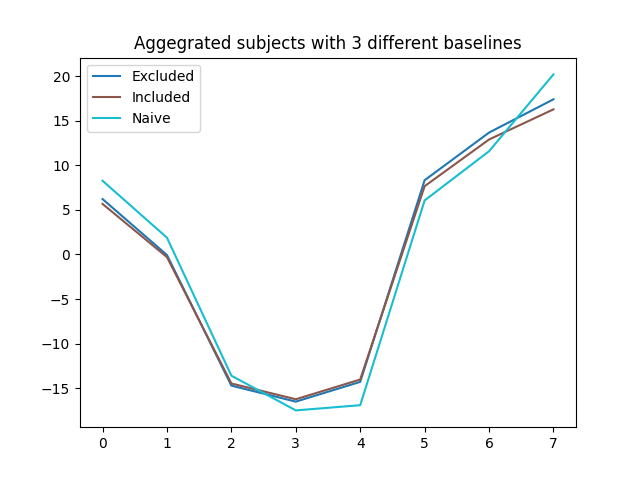 Aggegrated subjects with 3 different baselines
Excluded
Included
Naive
20
15
10
5
0
−5
−10
−15
0 1 2 3 4 5 6 7